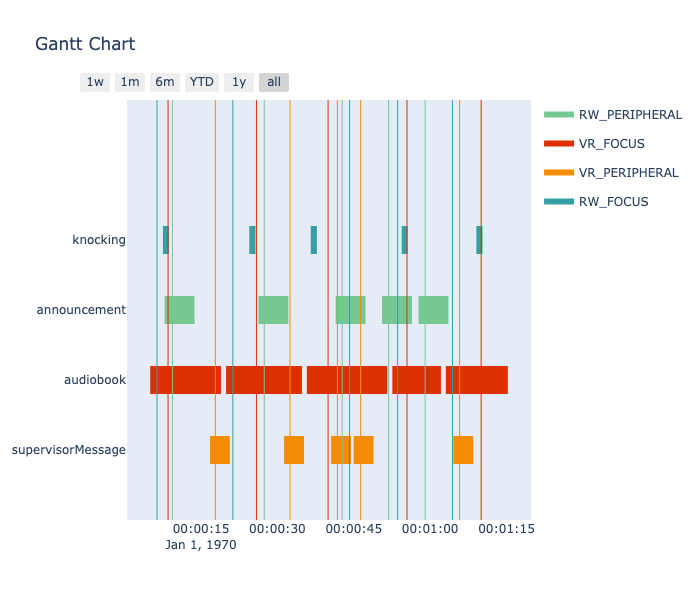 Gantt Chart
1w 1m 6m YTD 1y all
RW_PERIPHERAL
VR_FOCUS
VR_PERIPHERAL
RW_FOCUS
knocking
announcement
audiobook
supervisorMessage
00:00:15 00:00:30 00:00:45 00:01:00 00:01:15
Jan 1, 1970